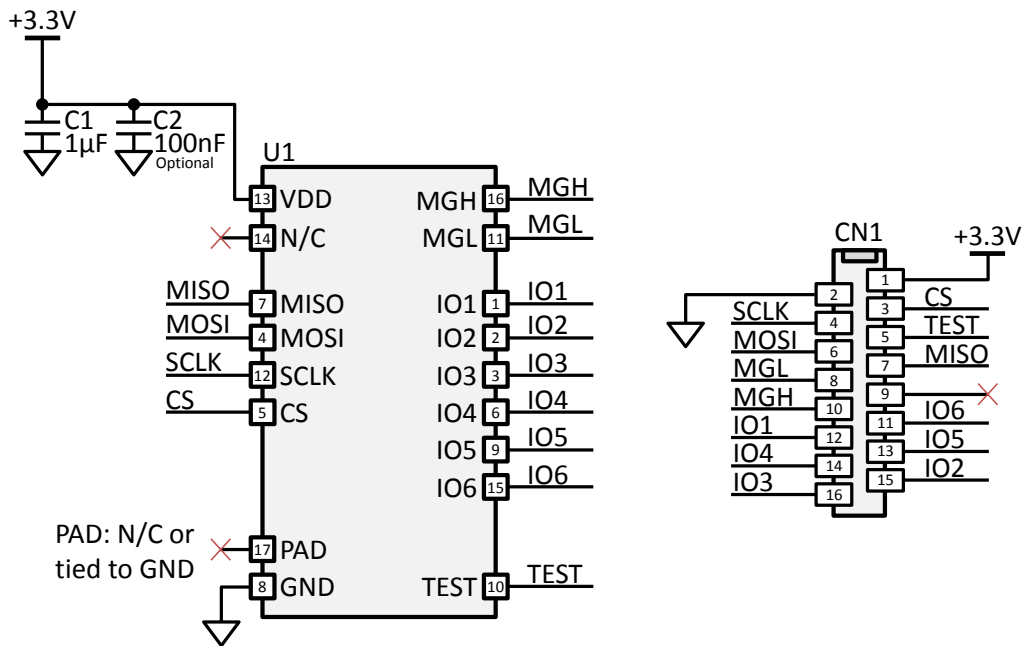 +3.3V
C1
1µF
C2
100nF
Optional
U1
13 VDD
14 N/C
MISO 7 MISO
MOSI 4 MOSI
SCLK 12 SCLK
CS 5 CS
PAD: N/C or
tied to GND
17 PAD
8 GND
MGH 16 MGH
MGL 11 MGL
IO1 1 IO1
IO2 2 IO2
IO3 3 IO3
IO4 6 IO4
IO5 9 IO5
IO6 15 IO6
TEST 10 TEST
CN1
+3.3V
1
2
3 CS
SCLK 4
5 TEST
MOSI 6
7 MISO
MGL 8
9
MGH 10
11 IO6
IO1 12
13 IO5
IO4 14
15 IO2
IO3 16